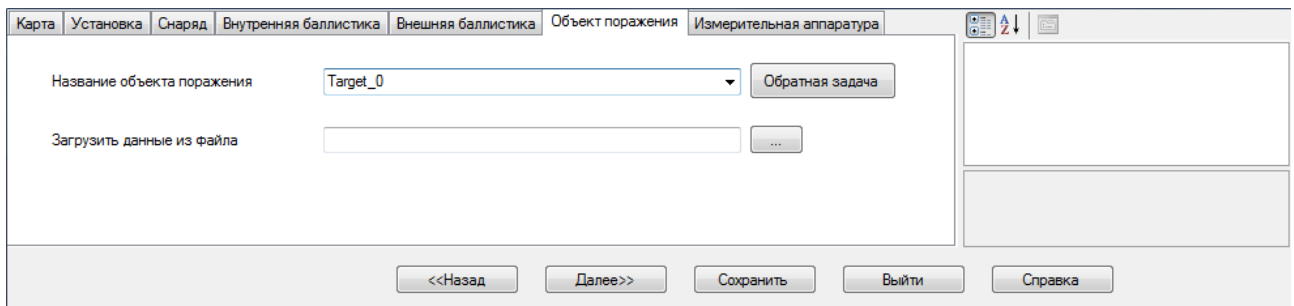 Карта Установка Снаряд Внутренняя баллистика Внешняя баллистика Объект поражения Измерительная аппаратура
Название объекта поражения Target_0 Обратная задача
Загрузить данные из файла ...
<<Назад Далее>> Сохранить Выйти Справка